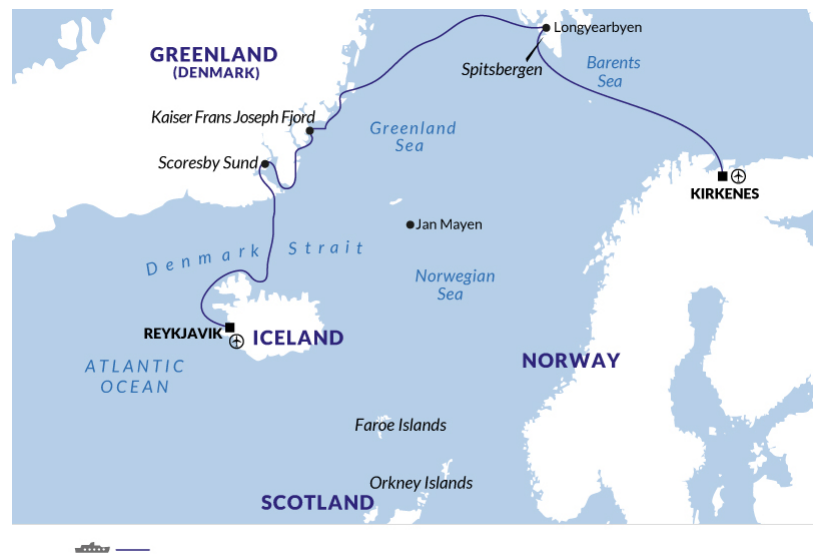 Longyearbyen
GREENLAND
(DENMARK)
Spitsbergen
Barents
Sea
Kaiser Frans Joseph Fjord
Greenland
Sea
Scoresby Sund
KIRKENES
Jan Mayen
Denmark Strait
Norwegian
Sea
REYKJAVIK
ICELAND
NORWAY
ATLANTIC
OCEAN
Faroe Islands
Orkney Islands
SCOTLAND